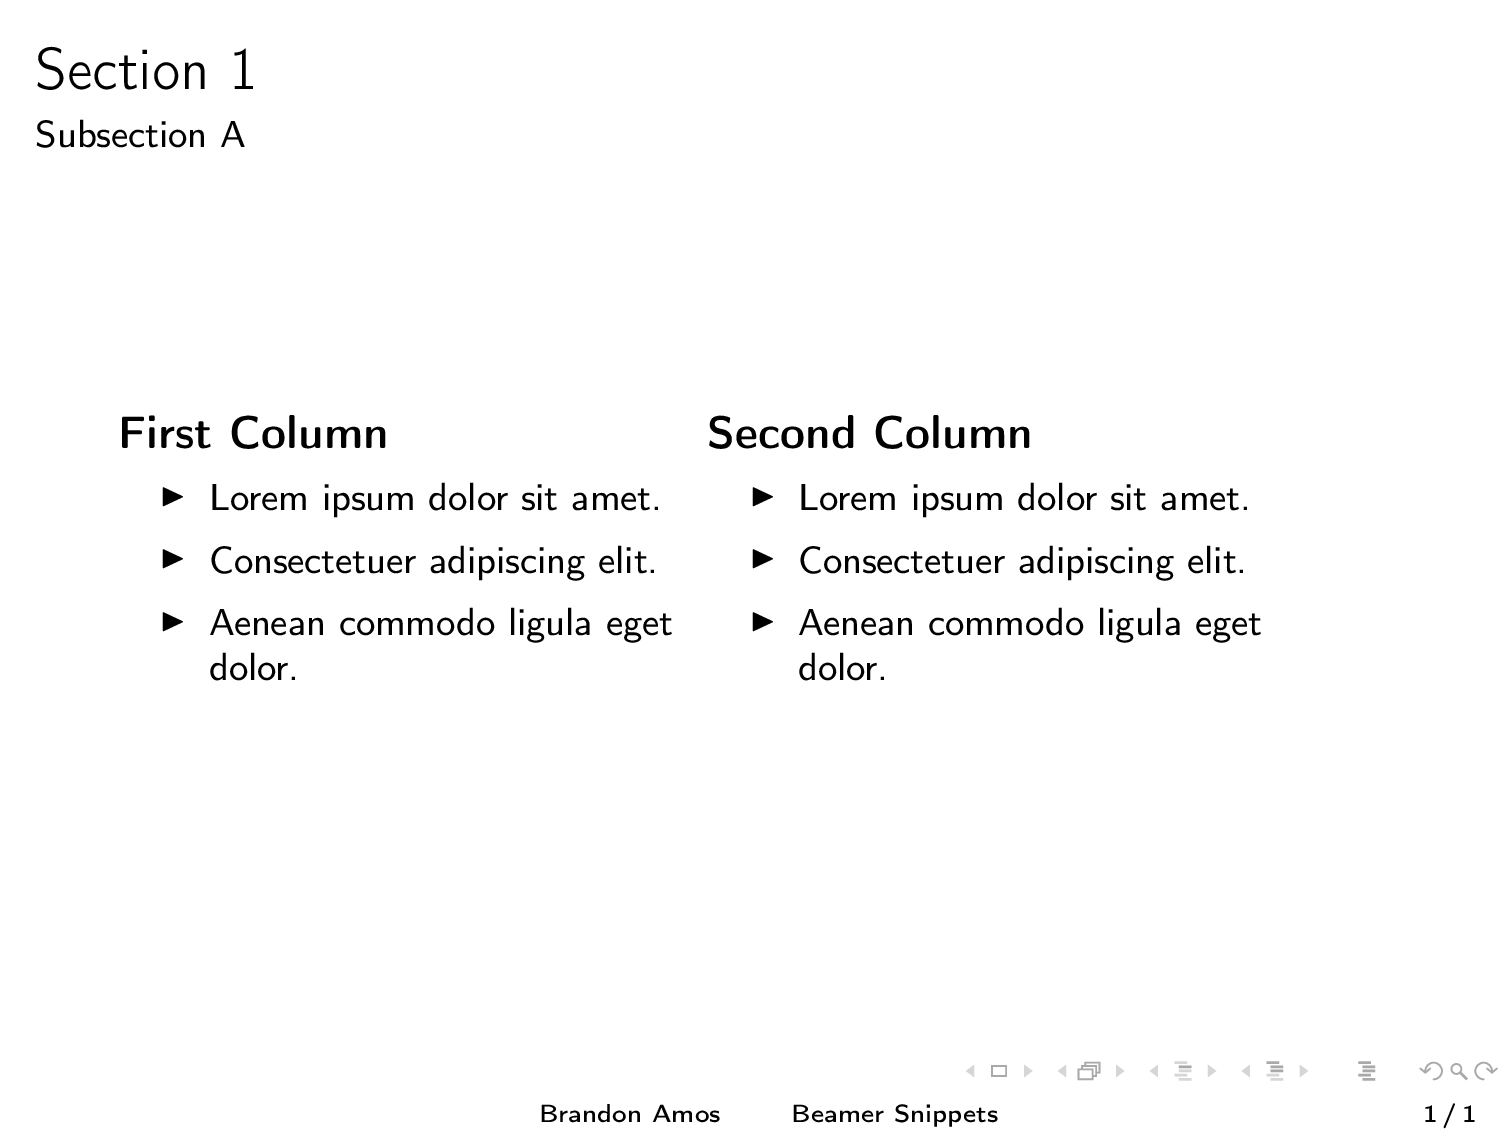 Section 1
Subsection A
First Column
Lorem ipsum dolor sit amet.
Consectetuer adipiscing elit.
Aenean commodo ligula eget
dolor.
Second Column
Lorem ipsum dolor sit amet.
Consectetuer adipiscing elit.
Aenean commodo ligula eget
dolor.
Brandon Amos Beamer Snippets 1 / 1